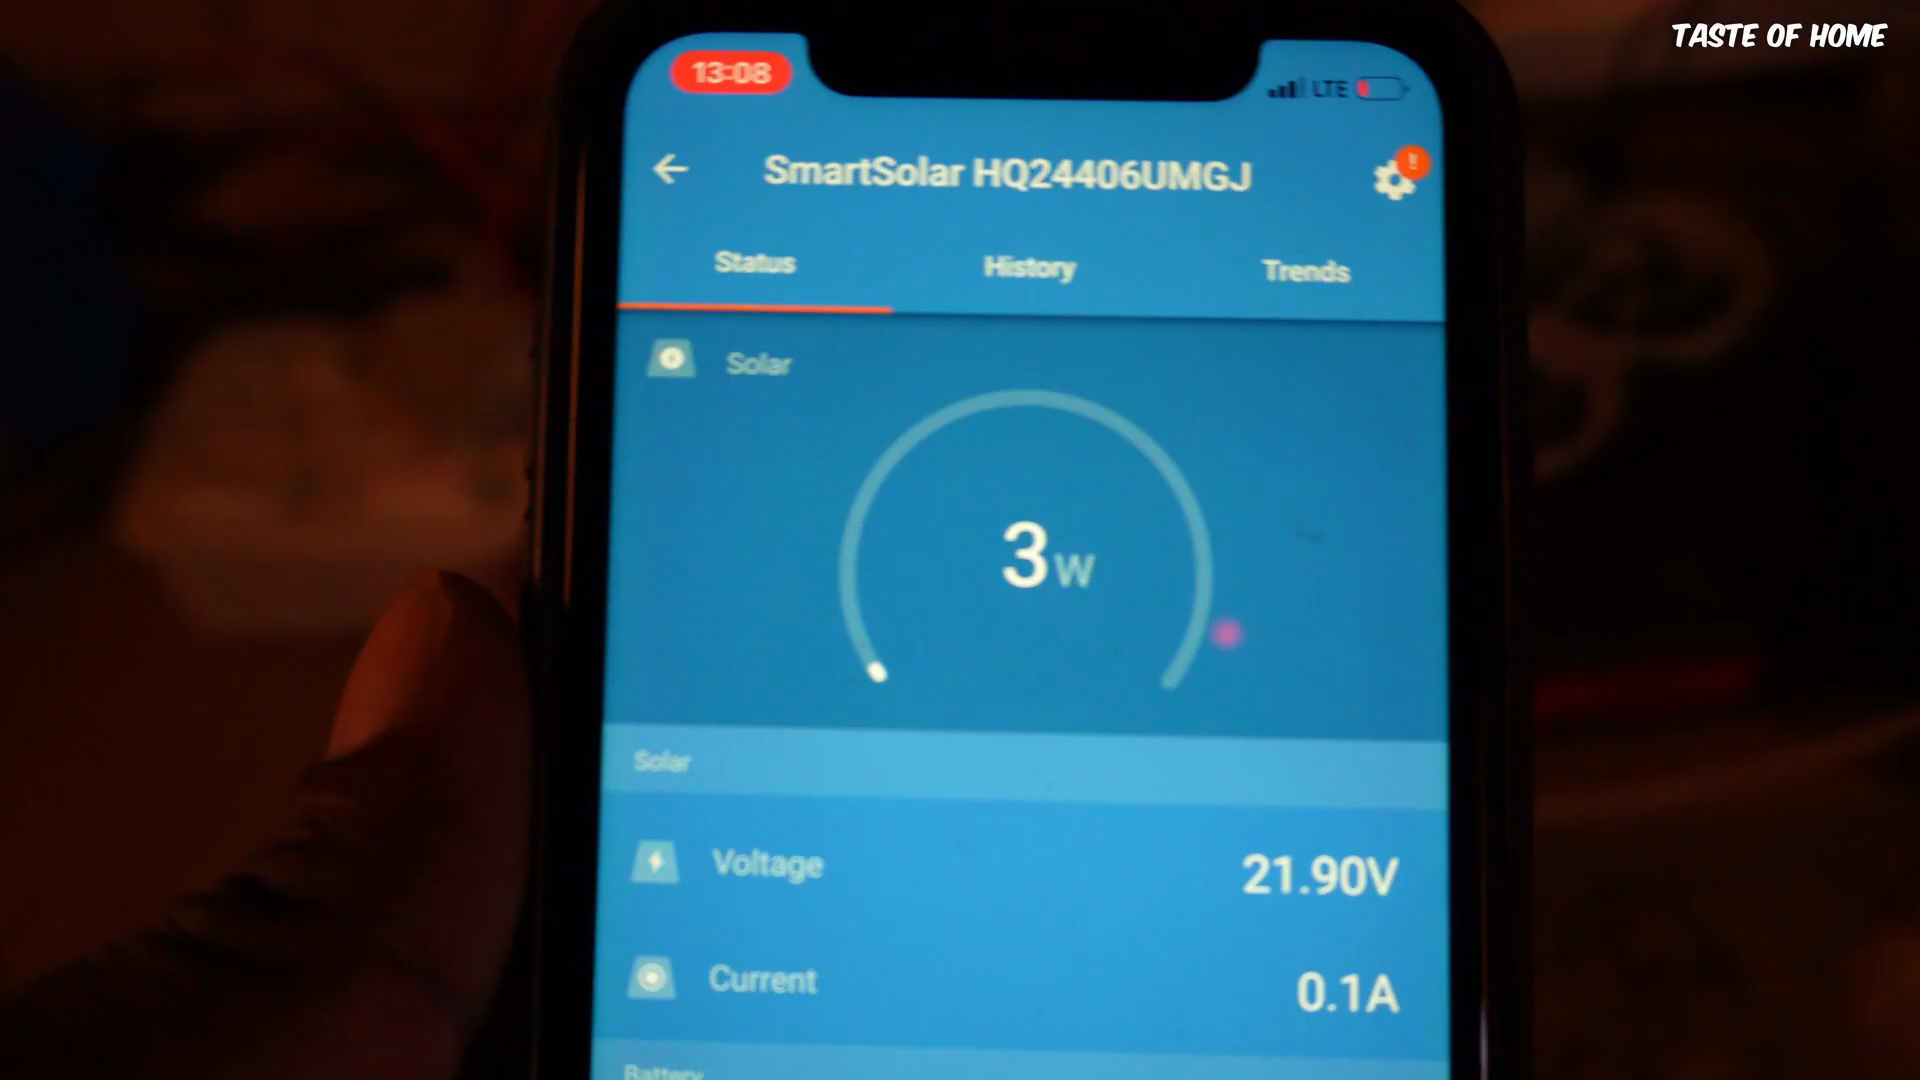 TASTE OF HOME
13:08
LTE
SmartSolar HQ24406UMGJ
!
Status
History
Trends
Solar
3W
Solar
Voltage
21.90V
Current
0.1A
Battery